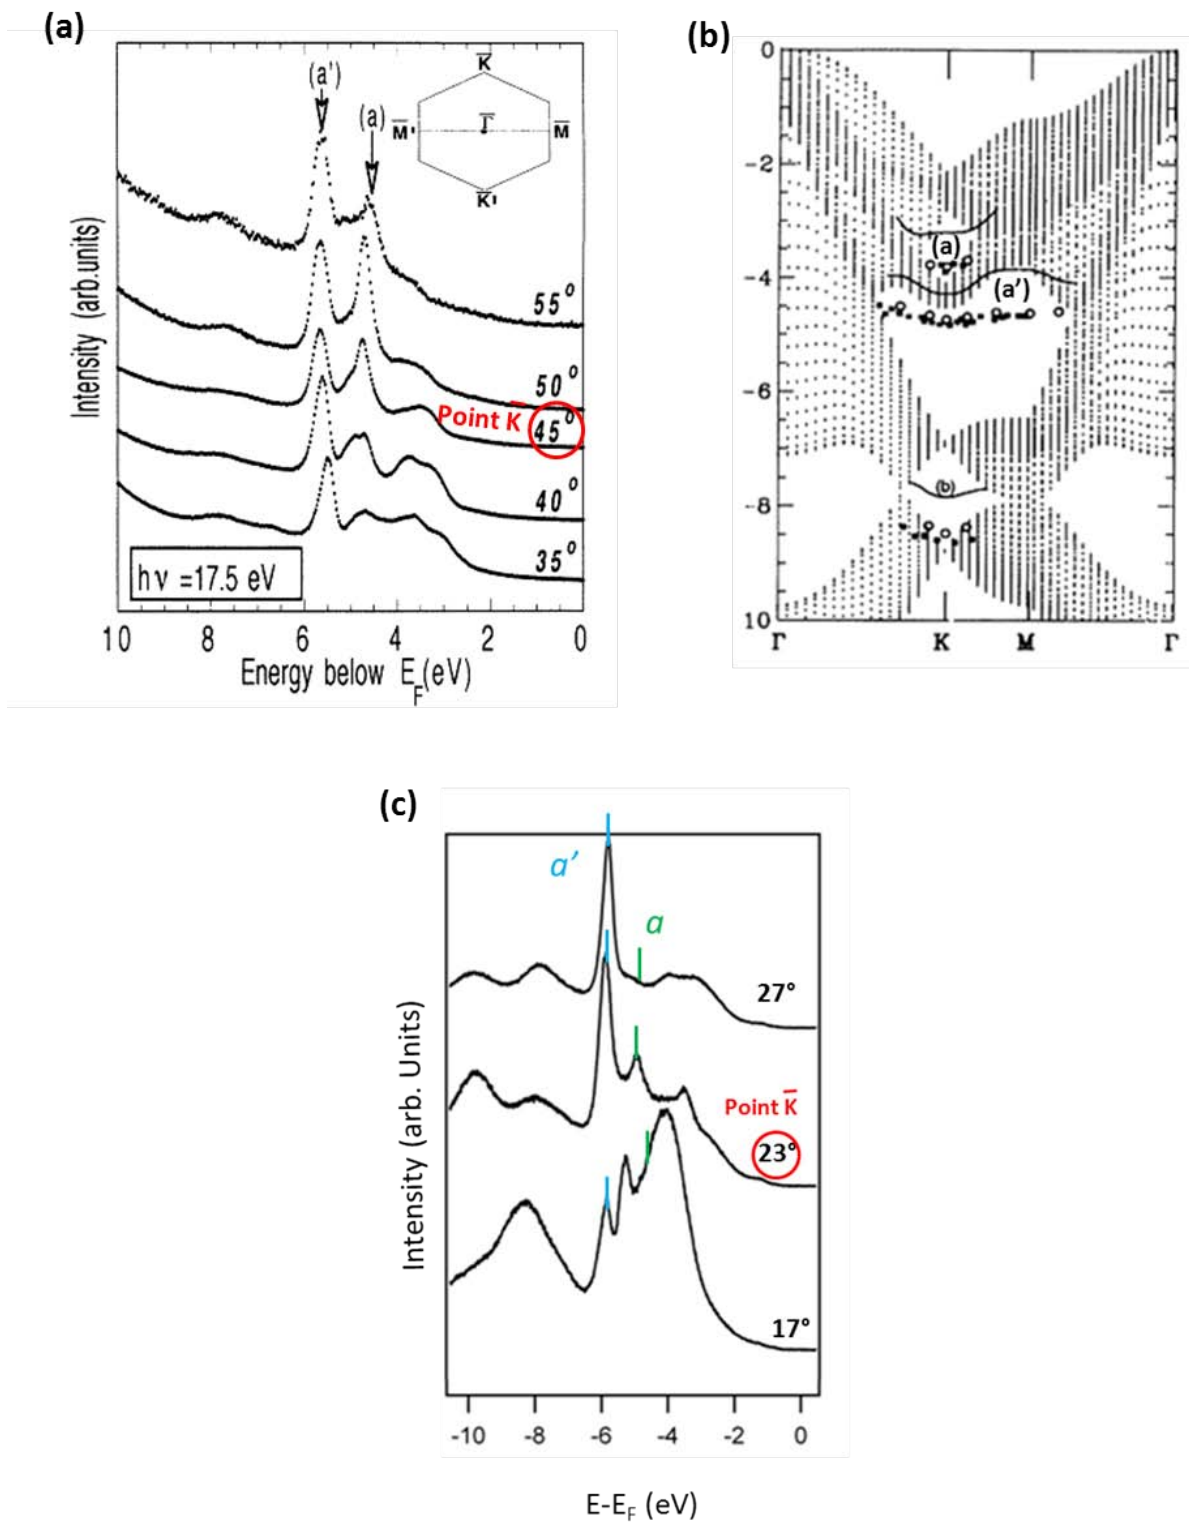 (a)
(a')
(a)
K̅
M̅'
Γ̅
M̅
K̅'
Intensity (arb.units)
55°
50°
Point K̅
45°
40°
35°
hν =17.5 eV
10 8 6 4 2 0
Energy below E_F(eV)
(b)
0
-2
-4
-6
-8
10
(a)
(a')
(b)
Γ K M Γ
(c)
a'
a
27°
Point K̅
23°
17°
Intensity (arb. Units)
-10 -8 -6 -4 -2 0
E-E_F (eV)